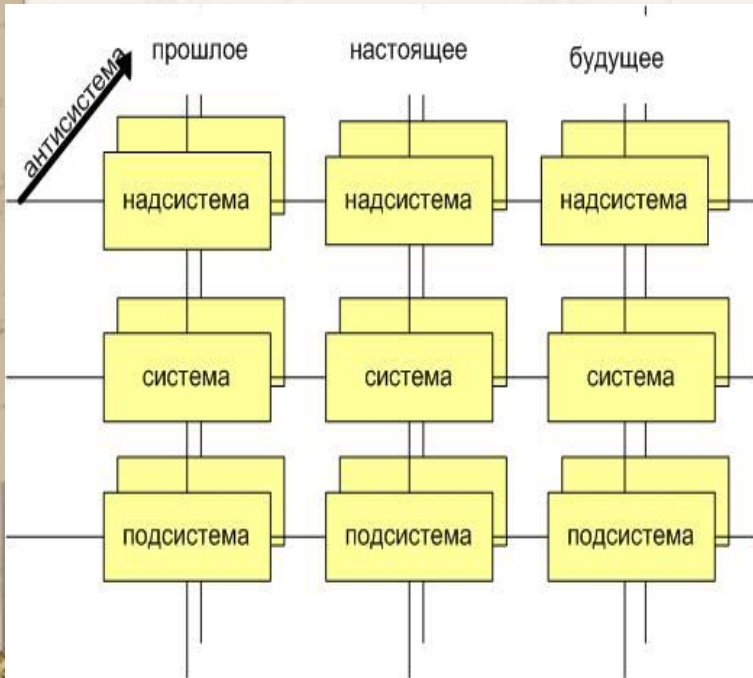 антисистема
прошлое настоящее будущее
надсистема надсистема надсистема
система система система
подсистема подсистема подсистема